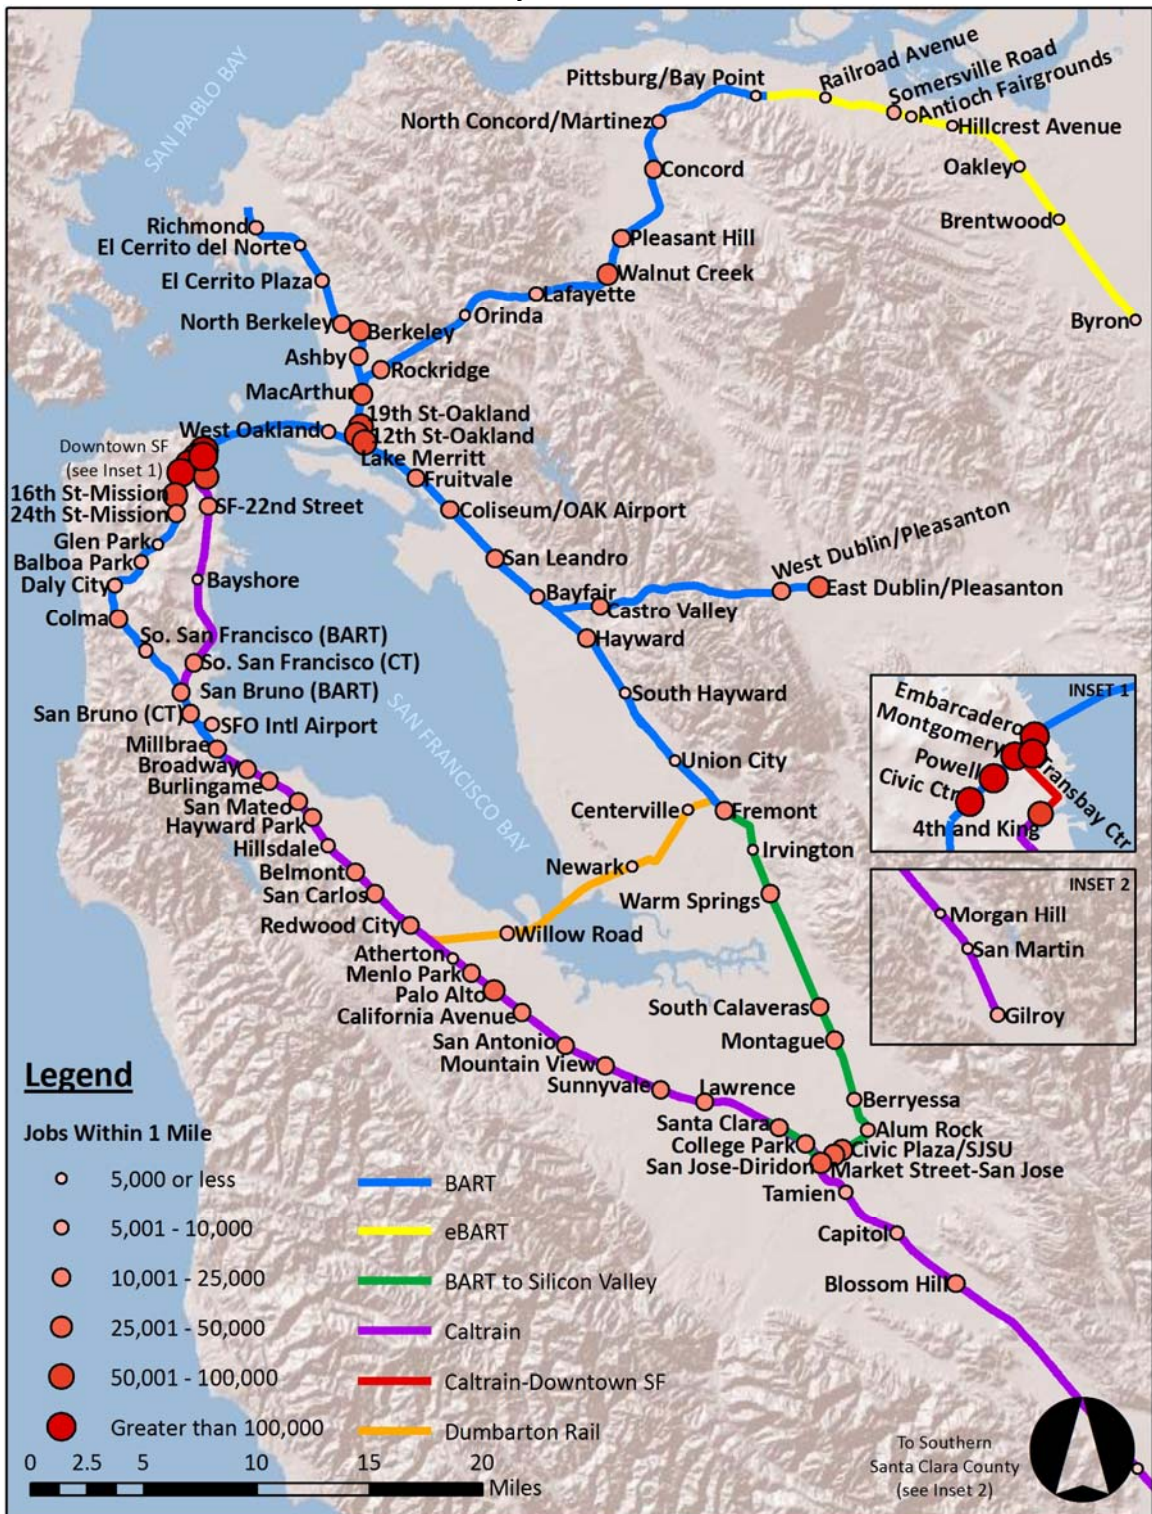 SAN PABLO BAY
Pittsburg/Bay Point
Railroad Avenue
Somersville Road
Antioch Fairgrounds
North Concord/Martinez
Hillcrest Avenue
Concord
Oakley
Brentwood
Richmond
El Cerrito del Norte
Pleasant Hill
El Cerrito Plaza
Walnut Creek
Lafayette
Orinda
Byron
North Berkeley
Berkeley
Ashby
Rockridge
MacArthur
19th St-Oakland
West Oakland
12th St-Oakland
Downtown SF
(see Inset 1)
Lake Merritt
Fruitvale
16th St-Mission
SF-22nd Street
24th St-Mission
Coliseum/OAK Airport
Glen Park
Balboa Park
San Leandro
West Dublin/Pleasanton
Daly City
Bayshore
Bayfair
East Dublin/Pleasanton
Castro Valley
Colma
So. San Francisco (BART)
Hayward
So. San Francisco (CT)
San Bruno (BART)
South Hayward
SAN FRANCISCO BAY
San Bruno (CT)
SFO Intl Airport
Millbrae
Union City
Broadway
Burlingame
San Mateo
Centerville
Fremont
Hayward Park
Hillsdale
Irvington
Belmont
Newark
San Carlos
Warm Springs
Redwood City
Willow Road
Atherton
Menlo Park
Palo Alto
California Avenue
South Calaveras
San Antonio
Montague
Mountain View
Sunnyvale
Lawrence
Berryessa
Santa Clara
Alum Rock
College Park
Civic Plaza/SJSU
San Jose-Diridon
Market Street-San Jose
Tamien
Capitol
Blossom Hill
INSET 1
Embarcadero
Montgomery
Powell
Transbay Ctr
Civic Ctr
4th and King
INSET 2
Morgan Hill
San Martin
Gilroy
Legend
Jobs Within 1 Mile
5,000 or less
5,001 - 10,000
10,001 - 25,000
25,001 - 50,000
50,001 - 100,000
Greater than 100,000
BART
eBART
BART to Silicon Valley
Caltrain
Caltrain-Downtown SF
Dumbarton Rail
0 2.5 5 10 15 20
Miles
To Southern
Santa Clara County
(see Inset 2)